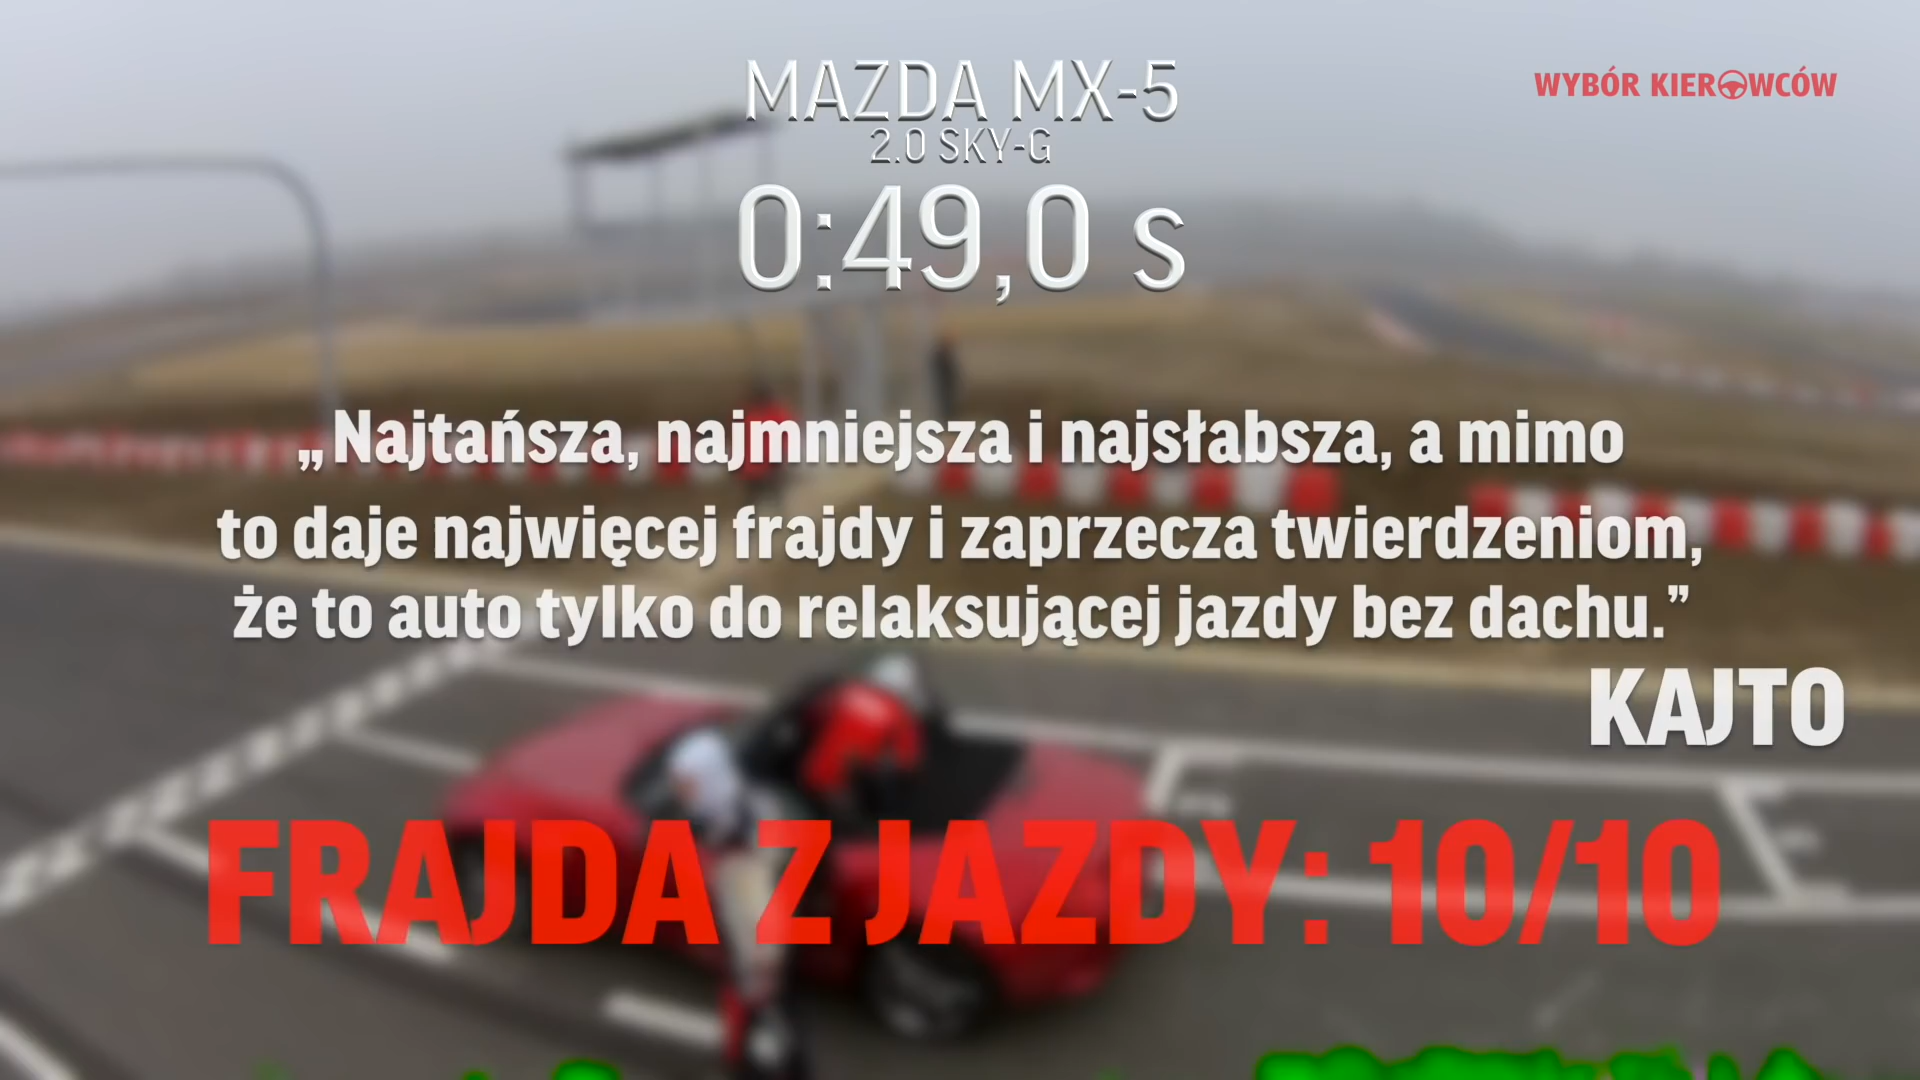 MAZDA MX-5
WYBÓR KIEROWCÓW
2.0 SKY-G
0:49,0 s
„Najtańsza, najmniejsza i najsłabsza, a mimo
to daje najwięcej frajdy i zaprzecza twierdzeniom,
że to auto tylko do relaksującej jazdy bez dachu.”
KAJTO
FRAJDA Z JAZDY: 10/10